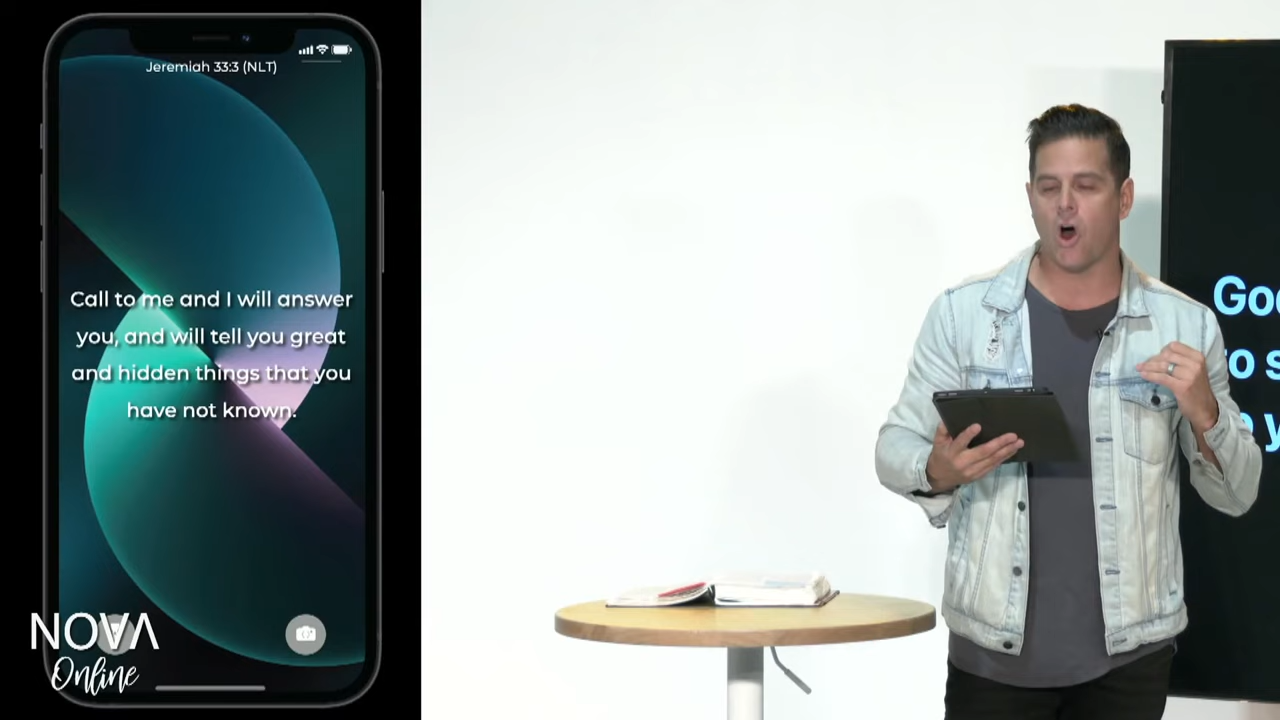 Jeremiah 33:3 (NLT)
Call to me and I will answer
you, and will tell you great
and hidden things that you
have not known.
NOVA
Online